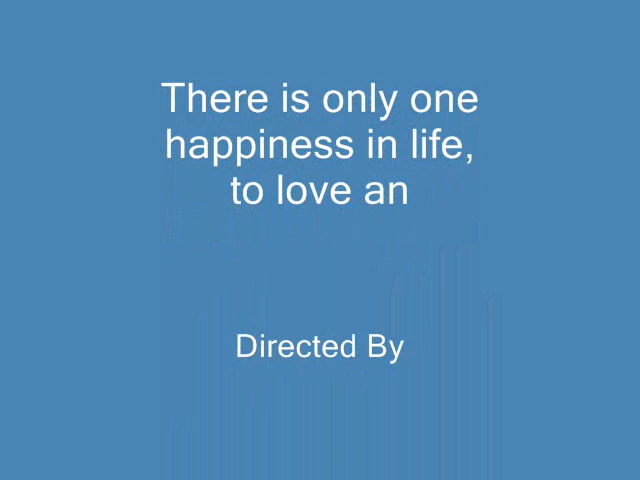 There is only one
happiness in life,
to love an
Directed By